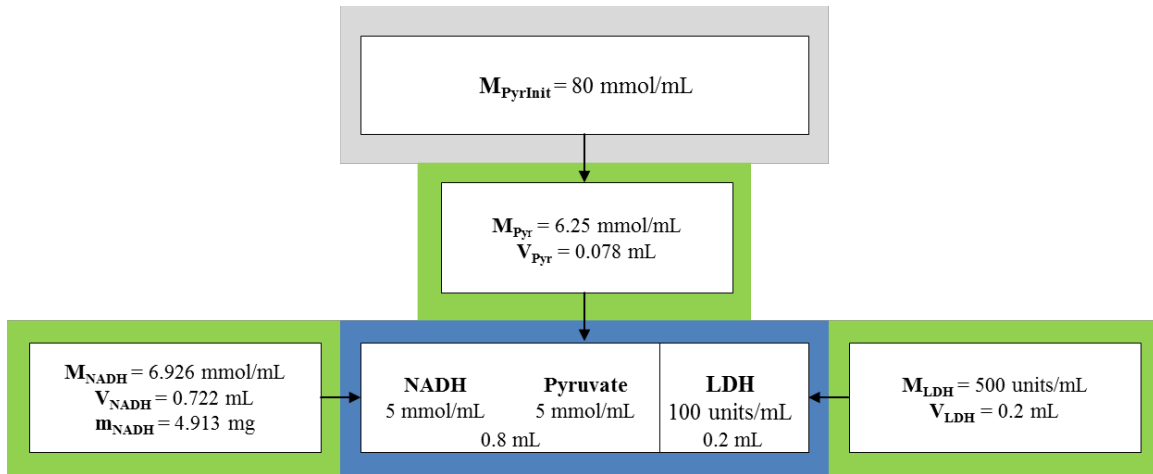 M_PyrInit = 80 mmol/mL
M_Pyr = 6.25 mmol/mL
V_Pyr = 0.078 mL
M_NADH = 6.926 mmol/mL
V_NADH = 0.722 mL
m_NADH = 4.913 mg
NADH Pyruvate
5 mmol/mL 5 mmol/mL
0.8 mL
LDH
100 units/mL
0.2 mL
M_LDH = 500 units/mL
V_LDH = 0.2 mL